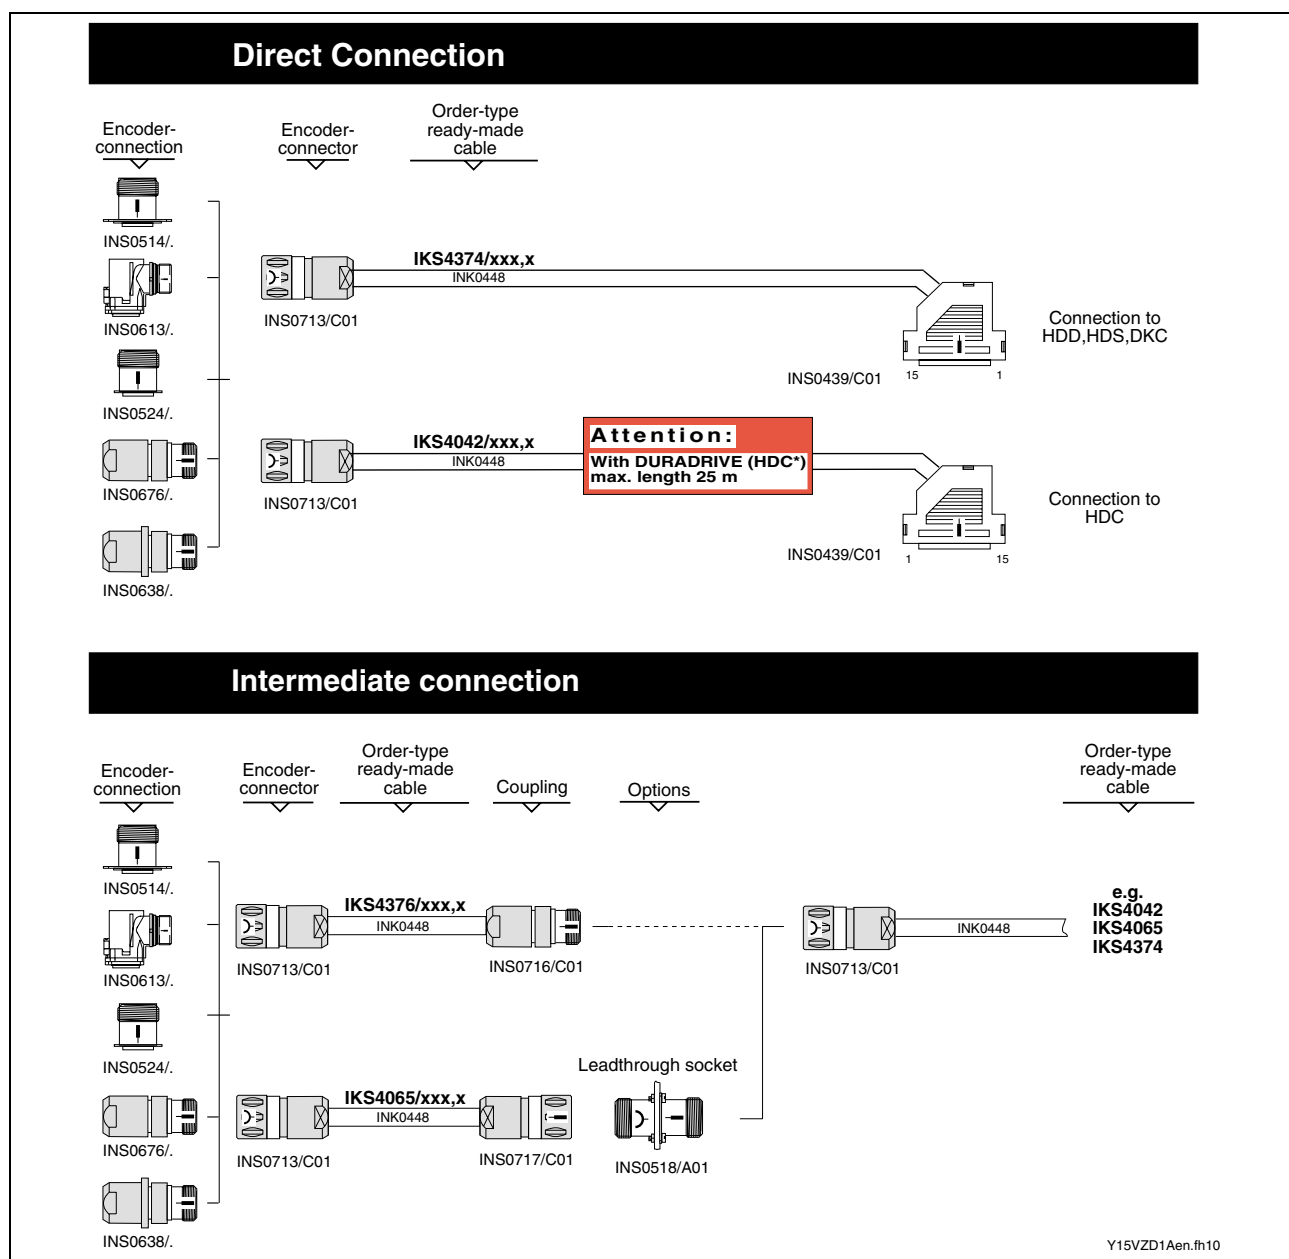 Direct Connection
Encoder-
connection
Encoder-
connector
Order-type
ready-made
cable
INS0514/.
INS0613/.
INS0524/.
INS0676/.
INS0638/.
IKS4374/xxx,x
INK0448
INS0713/C01
INS0439/C01
15
1
Connection to
HDD,HDS,DKC
IKS4042/xxx,x
INK0448
INS0713/C01
Attention:
With DURADRIVE (HDC*)
max. length 25 m
INS0439/C01
1
15
Connection to
HDC
Intermediate connection
Encoder-
connection
Encoder-
connector
Order-type
ready-made
cable
Coupling
Options
Order-type
ready-made
cable
INS0514/.
INS0613/.
INS0524/.
INS0676/.
INS0638/.
IKS4376/xxx,x
INK0448
INS0713/C01
INS0716/C01
INS0713/C01
INK0448
e.g.
IKS4042
IKS4065
IKS4374
Leadthrough socket
IKS4065/xxx,x
INK0448
INS0713/C01
INS0717/C01
INS0518/A01
Y15VZD1Aen.fh10